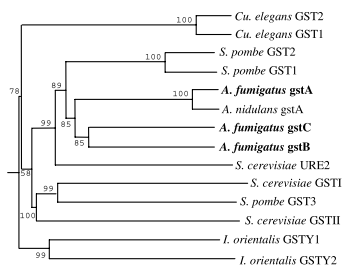 100
Cu. elegans GST2
Cu. elegans GST1
S. pombe GST2
100
S. pombe GST1
78
89
A. fumigatus gstA
100
A. nidulans gstA
85
99
A. fumigatus gstC
85
A. fumigatus gstB
S. cerevisiae URE2
58
S. cerevisiae GSTI
99
S. pombe GST3
100
S. cerevisiae GSTII
I. orientalis GSTY1
99
I. orientalis GSTY2